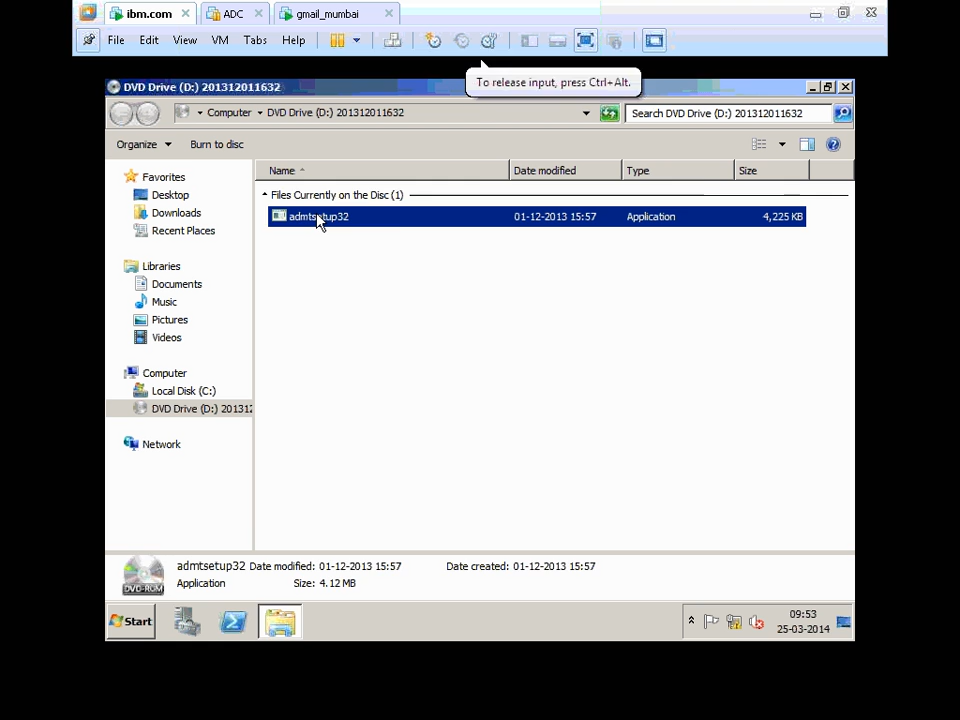 ibm.com ADC gmail_mumbai
File Edit View VM Tabs Help
To release input, press Ctrl+Alt.
DVD Drive (D:) 201312011632
Computer DVD Drive (D:) 201312011632 Search DVD Drive (D:) 201312011632
Organize Burn to disc
Name Date modified Type Size
Favorites
Desktop
Downloads
Recent Places
Libraries
Documents
Music
Pictures
Videos
Computer
Local Disk (C:)
DVD Drive (D:) 20131
Network
Files Currently on the Disc (1)
admtsetup32 01-12-2013 15:57 Application 4,225 KB
admtsetup32 Date modified: 01-12-2013 15:57 Date created: 01-12-2013 15:57
Application Size: 4.12 MB
DVD-ROM
Start 09:53
25-03-2014